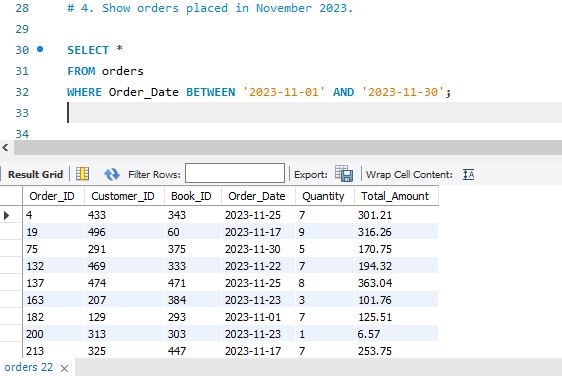 28 # 4. Show orders placed in November 2023.
29
30 SELECT *
31 FROM orders
32 WHERE Order_Date BETWEEN '2023-11-01' AND '2023-11-30';
33
34
Result Grid Filter Rows: Export: Wrap Cell Content:
Order_ID Customer_ID Book_ID Order_Date Quantity Total_Amount
4 433 343 2023-11-25 7 301.21
19 496 60 2023-11-17 9 316.26
75 291 375 2023-11-30 5 170.75
132 469 333 2023-11-22 7 194.32
137 474 471 2023-11-25 8 363.04
163 207 384 2023-11-23 3 101.76
182 129 293 2023-11-01 7 125.51
200 313 303 2023-11-23 1 6.57
213 325 447 2023-11-17 7 253.75
orders 22